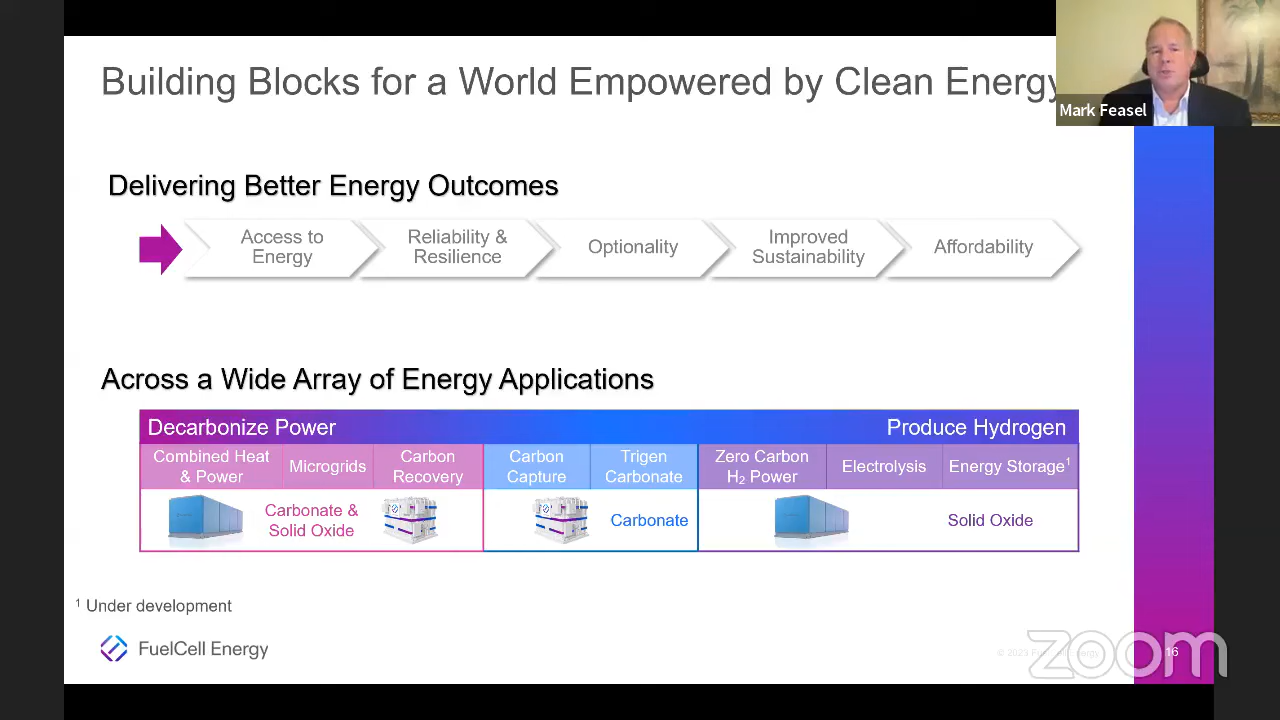 Building Blocks for a World Empowered by Clean Energy
Mark Feasel
Delivering Better Energy Outcomes
Access to
Energy
Reliability &
Resilience
Optionality
Improved
Sustainability
Affordability
Across a Wide Array of Energy Applications
Decarbonize Power
Produce Hydrogen
Combined Heat
& Power
Microgrids
Carbon
Recovery
Carbon
Capture
Trigen
Carbonate
Zero Carbon
H₂ Power
Electrolysis
Energy Storage¹
Carbonate &
Solid Oxide
Carbonate
Solid Oxide
¹ Under development
FuelCell Energy
zoom
16